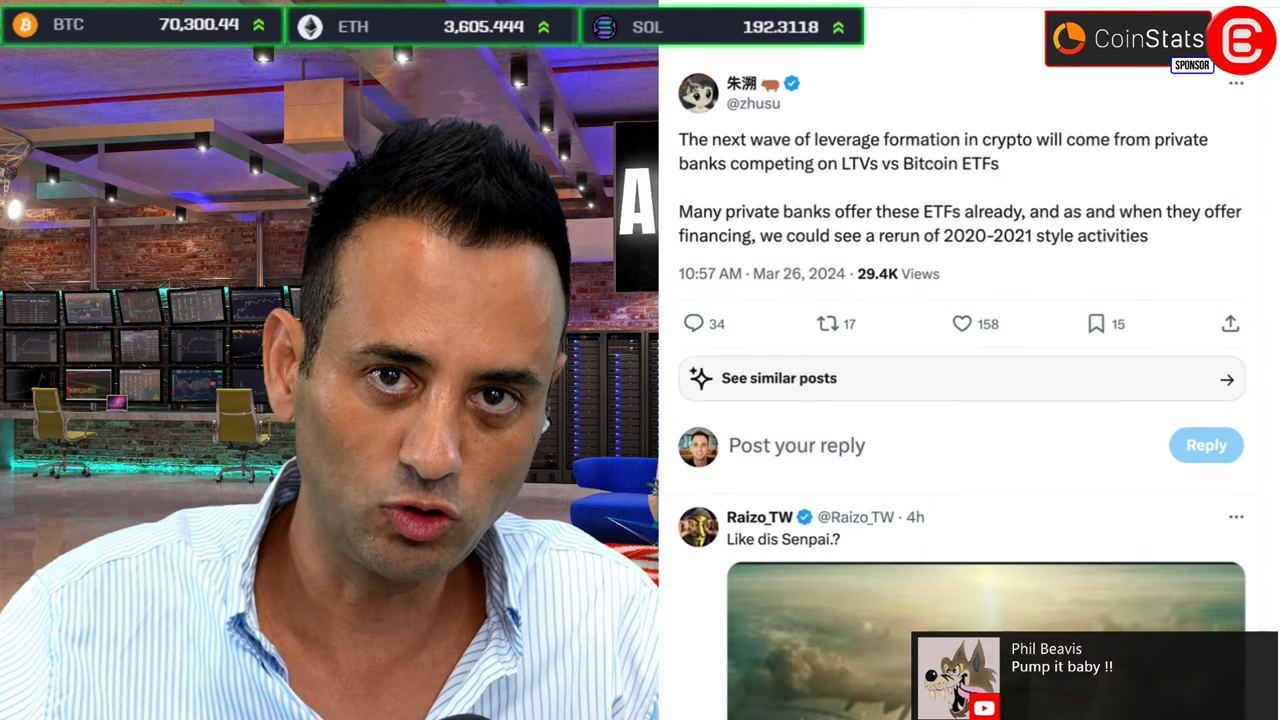 BTC 70,300.44
ETH 3,605.444
SOL 192.3118
CoinStats
SPONSOR
A
朱溯
@zhusu
The next wave of leverage formation in crypto will come from private
banks competing on LTVs vs Bitcoin ETFs
Many private banks offer these ETFs already, and as and when they offer
financing, we could see a rerun of 2020-2021 style activities
10:57 AM · Mar 26, 2024 · 29.4K Views
34 17 158 15
See similar posts
Post your reply
Reply
Raizo_TW @Raizo_TW · 4h
Like dis Senpai.?
Phil Beavis
Pump it baby !!